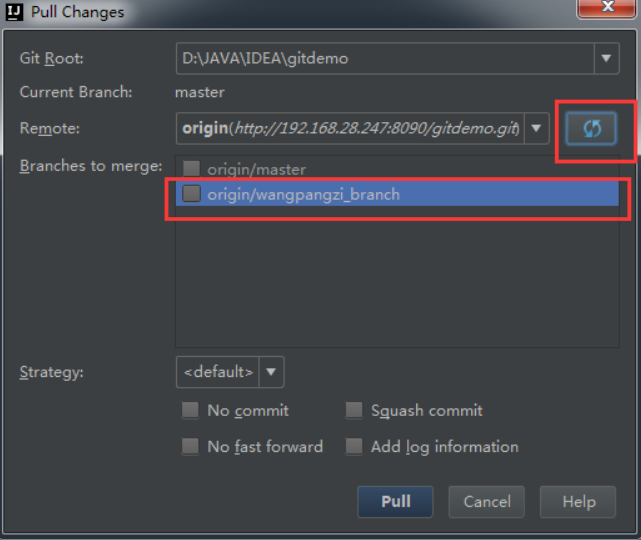 IJ Pull Changes
Git Root: D:\JAVA\IDEA\gitdemo
Current Branch: master
Remote: origin(http://192.168.28.247:8090/gitdemo.git)
Branches to merge: origin/master
origin/wangpangzi_branch
Strategy: <default>
No commit Squash commit
No fast forward Add log information
Pull Cancel Help